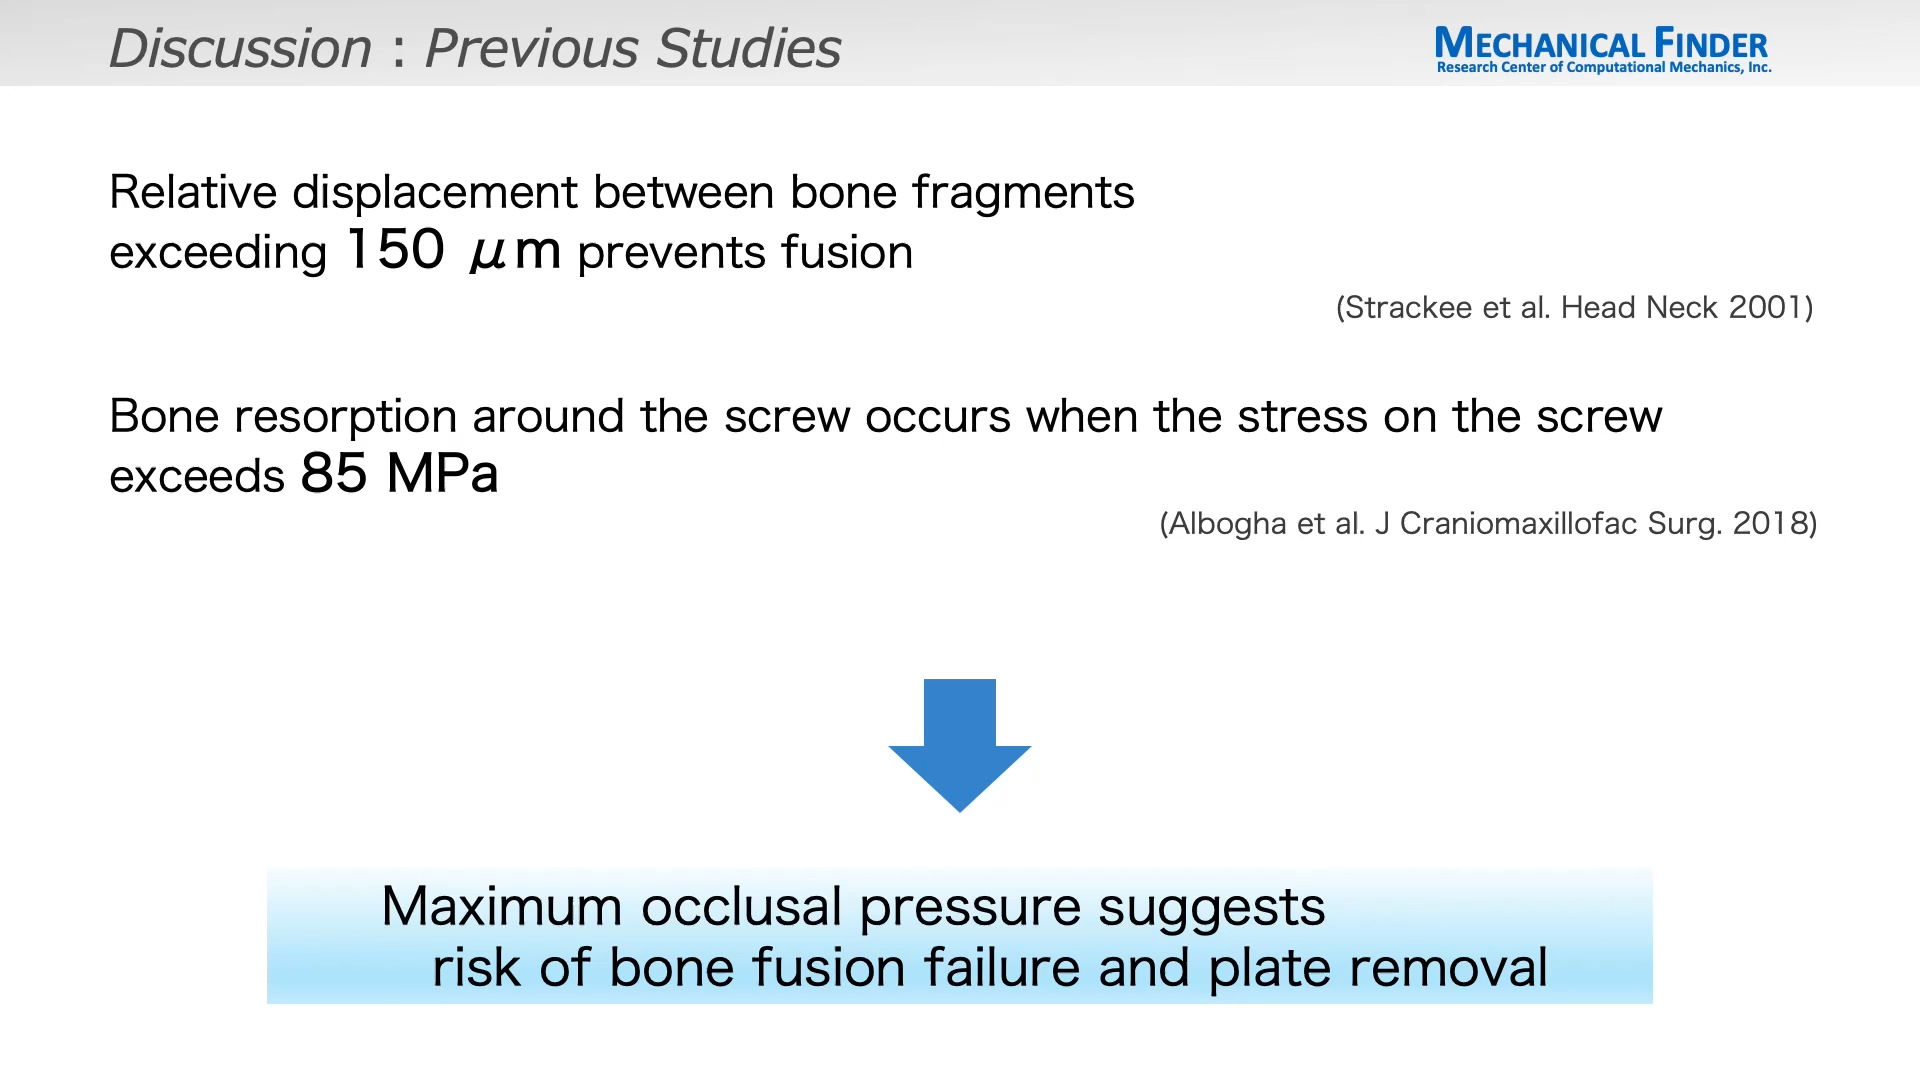 Discussion : Previous Studies
MECHANICAL FINDER
Research Center of Computational Mechanics, Inc.
Relative displacement between bone fragments
exceeding 150 μm prevents fusion
(Strackee et al. Head Neck 2001)
Bone resorption around the screw occurs when the stress on the screw
exceeds 85 MPa
(Albogha et al. J Craniomaxillofac Surg. 2018)
Maximum occlusal pressure suggests
risk of bone fusion failure and plate removal